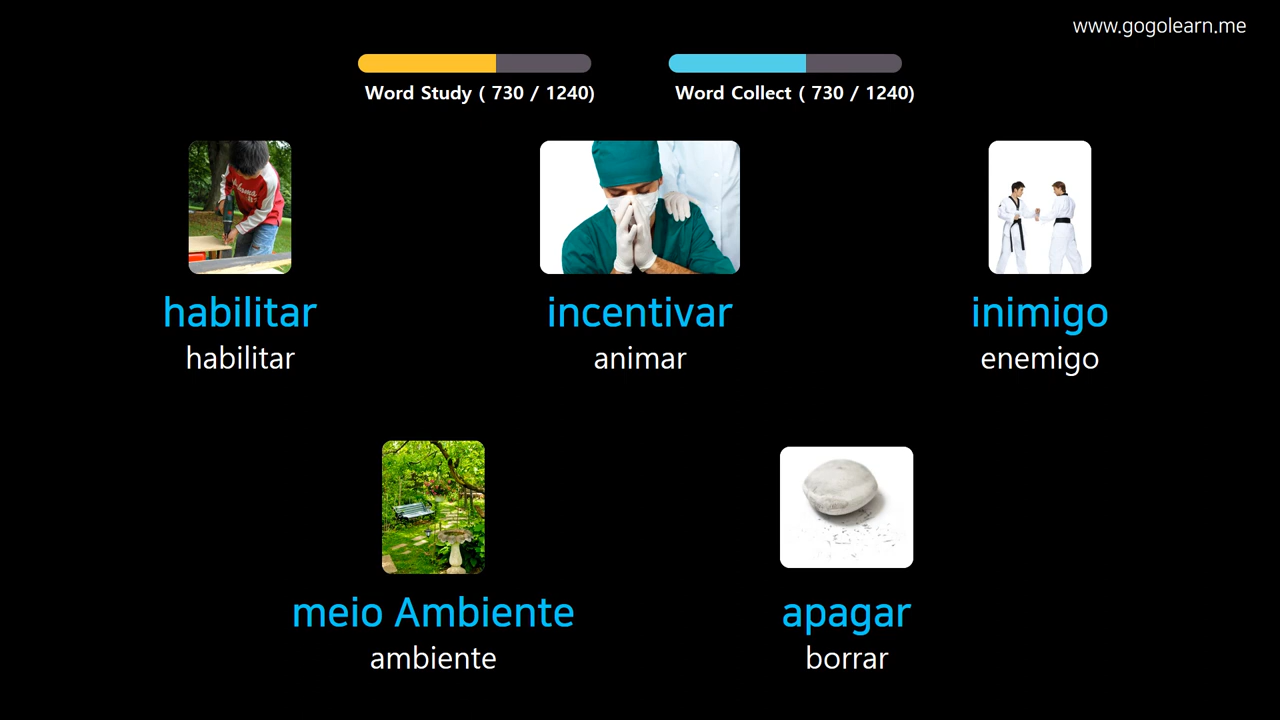 www.gogolearn.me
Word Study ( 730 / 1240)
Word Collect ( 730 / 1240)
habilitar
habilitar
incentivar
animar
inimigo
enemigo
meio Ambiente
ambiente
apagar
borrar